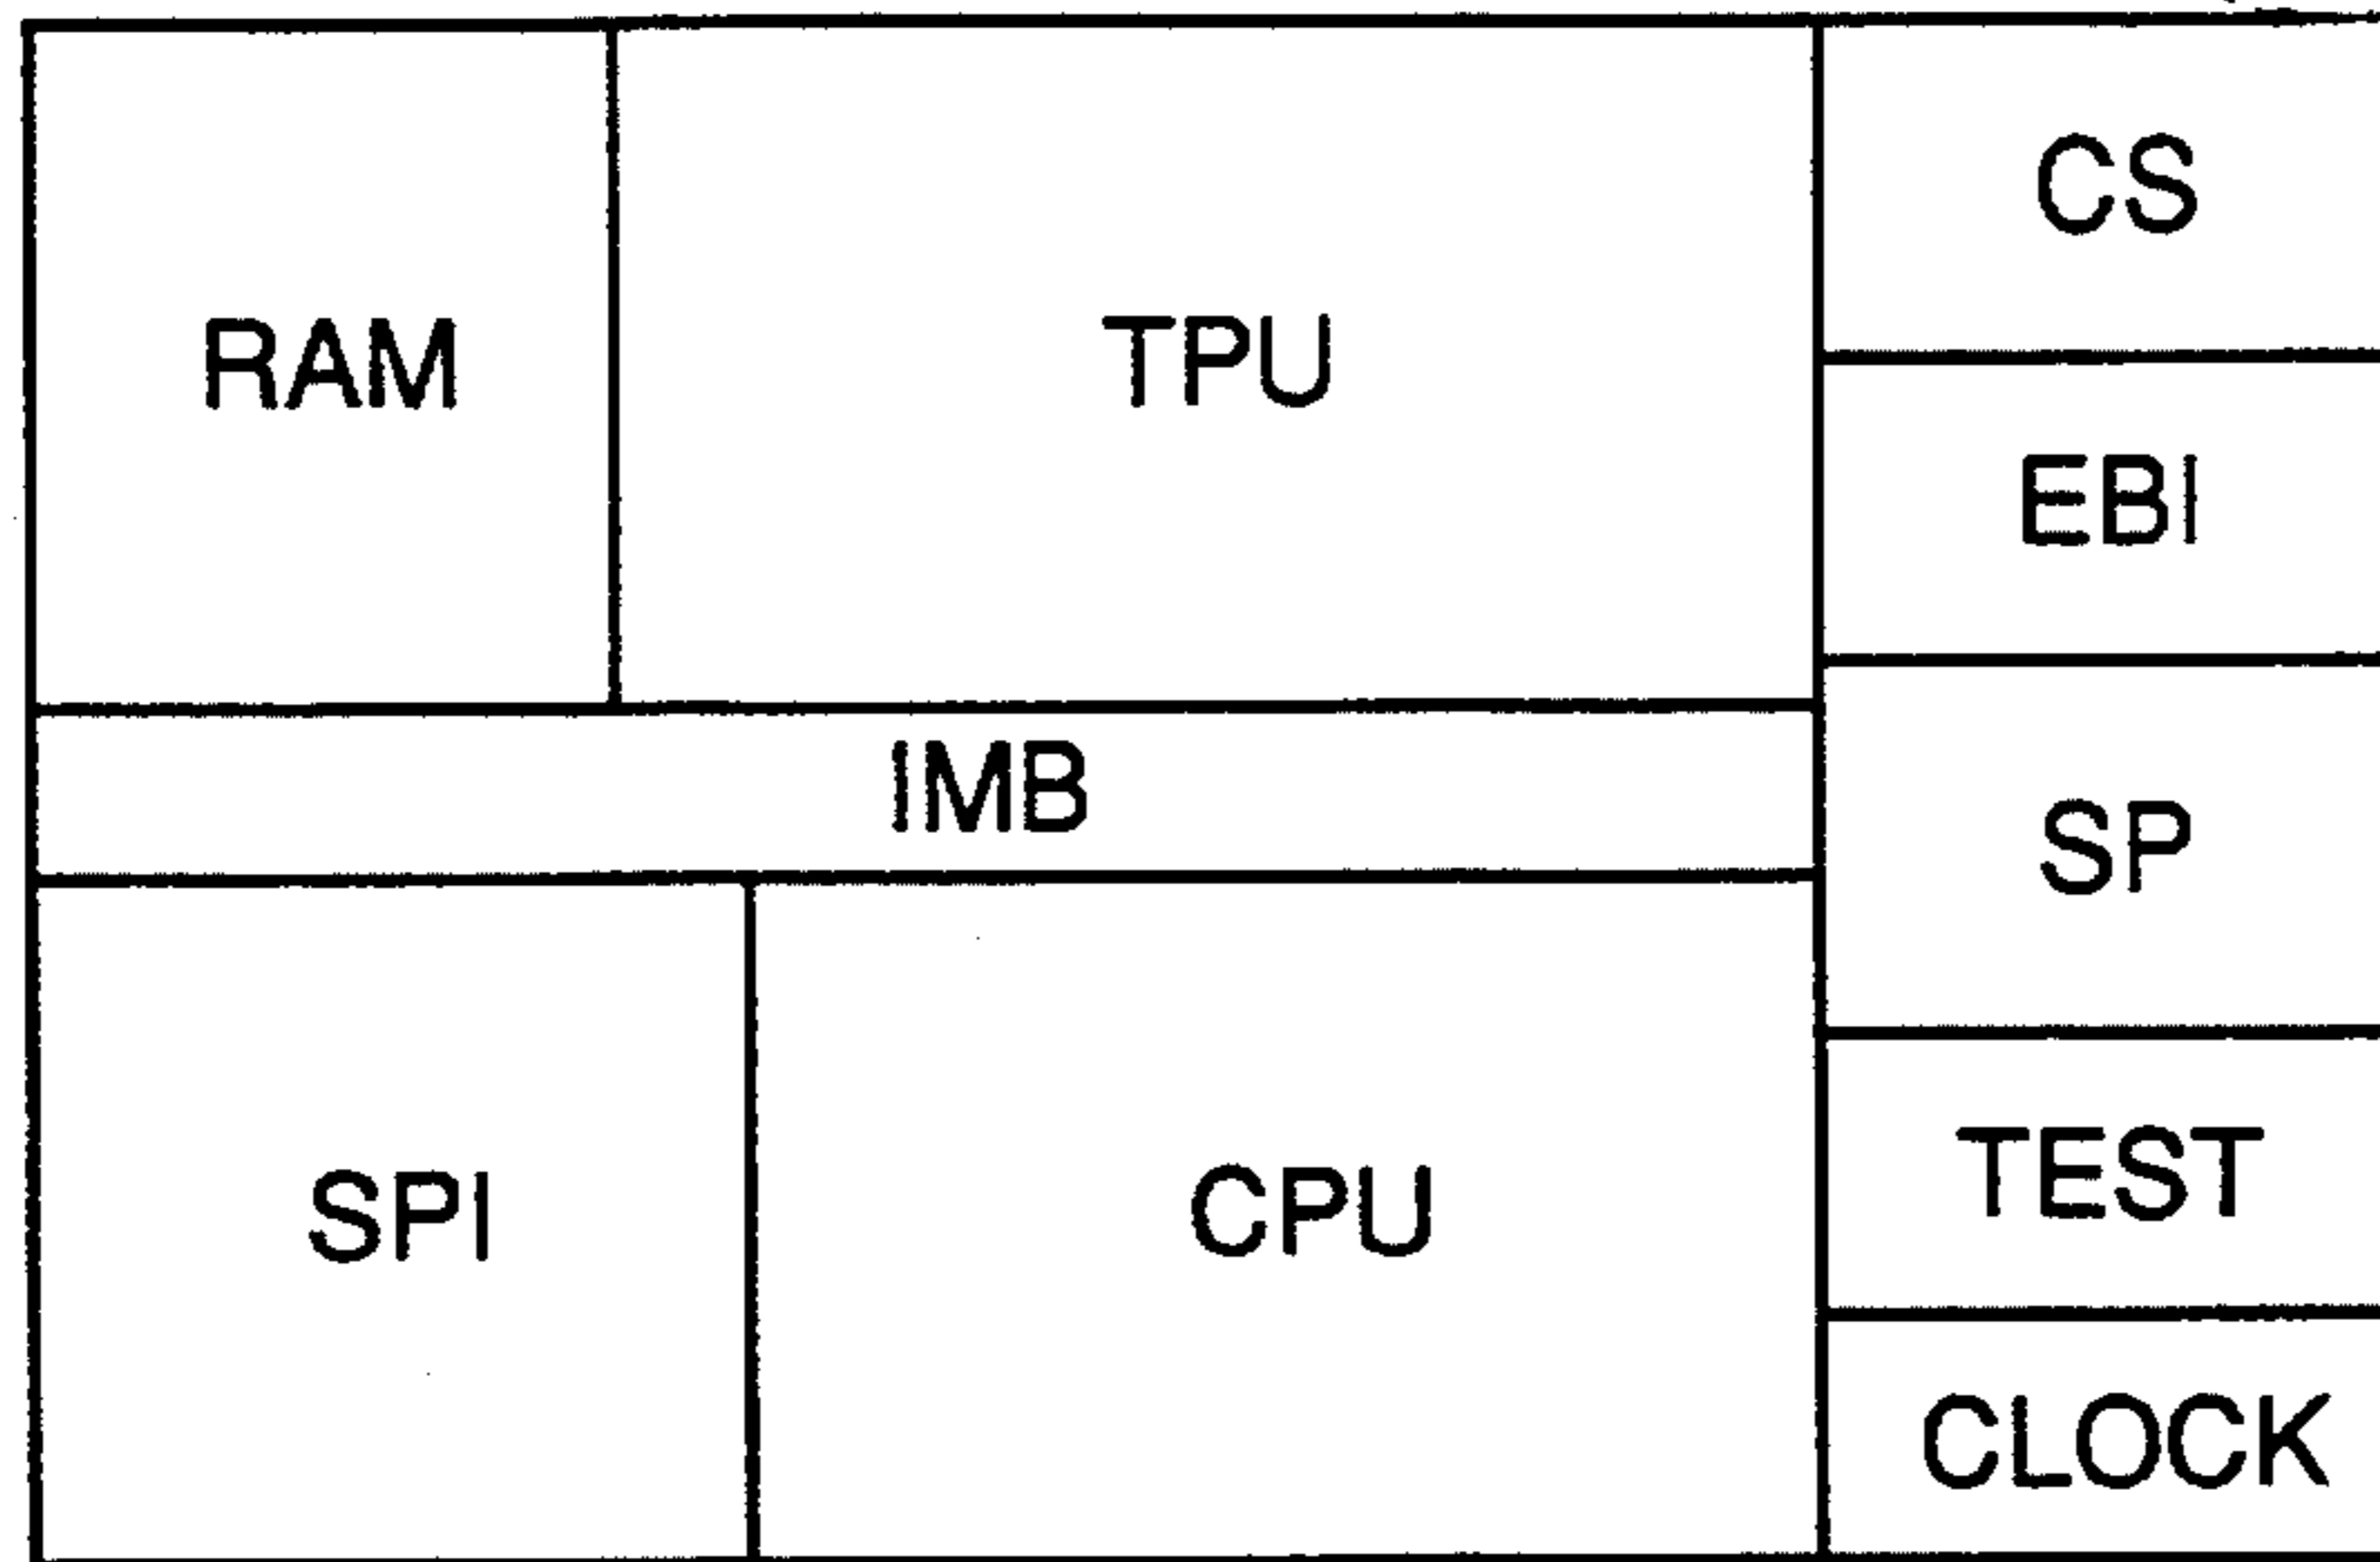 RAM
TPU
CS
EBI
IMB
SP
SPI
CPU
TEST
CLOCK